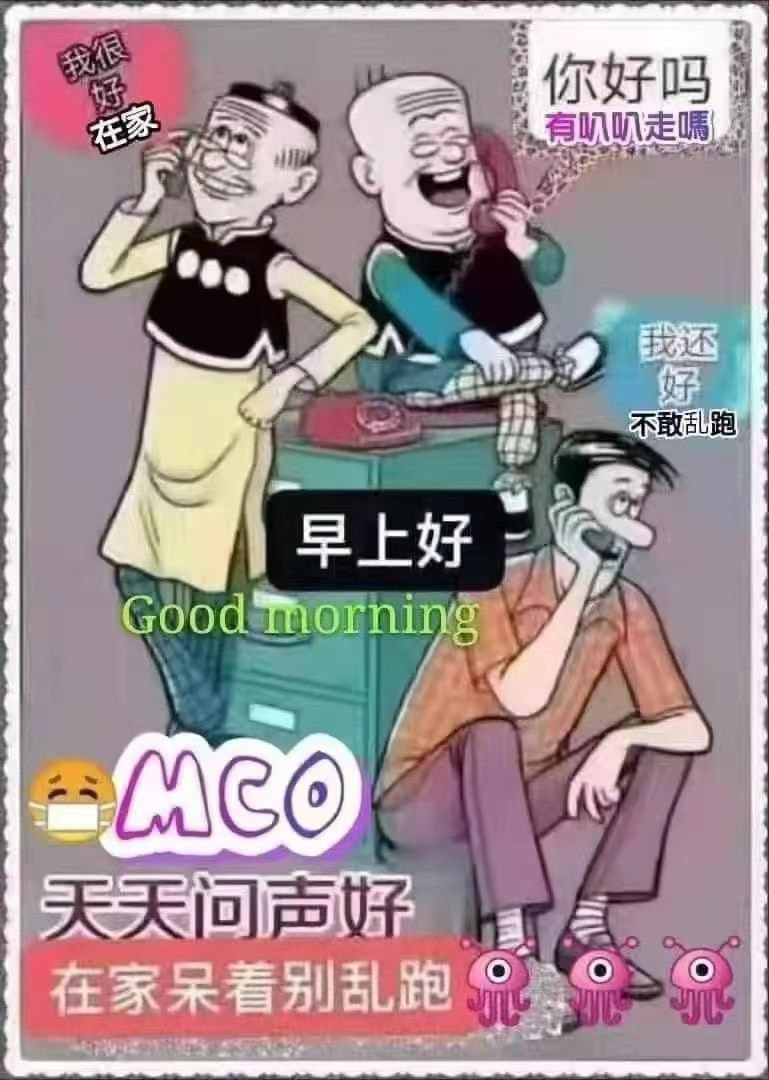 我很
好
在家
你好吗
有叭叭走嗎
我还
好
不敢乱跑
早上好
Good morning
MCO
天天问声好
在家呆着别乱跑